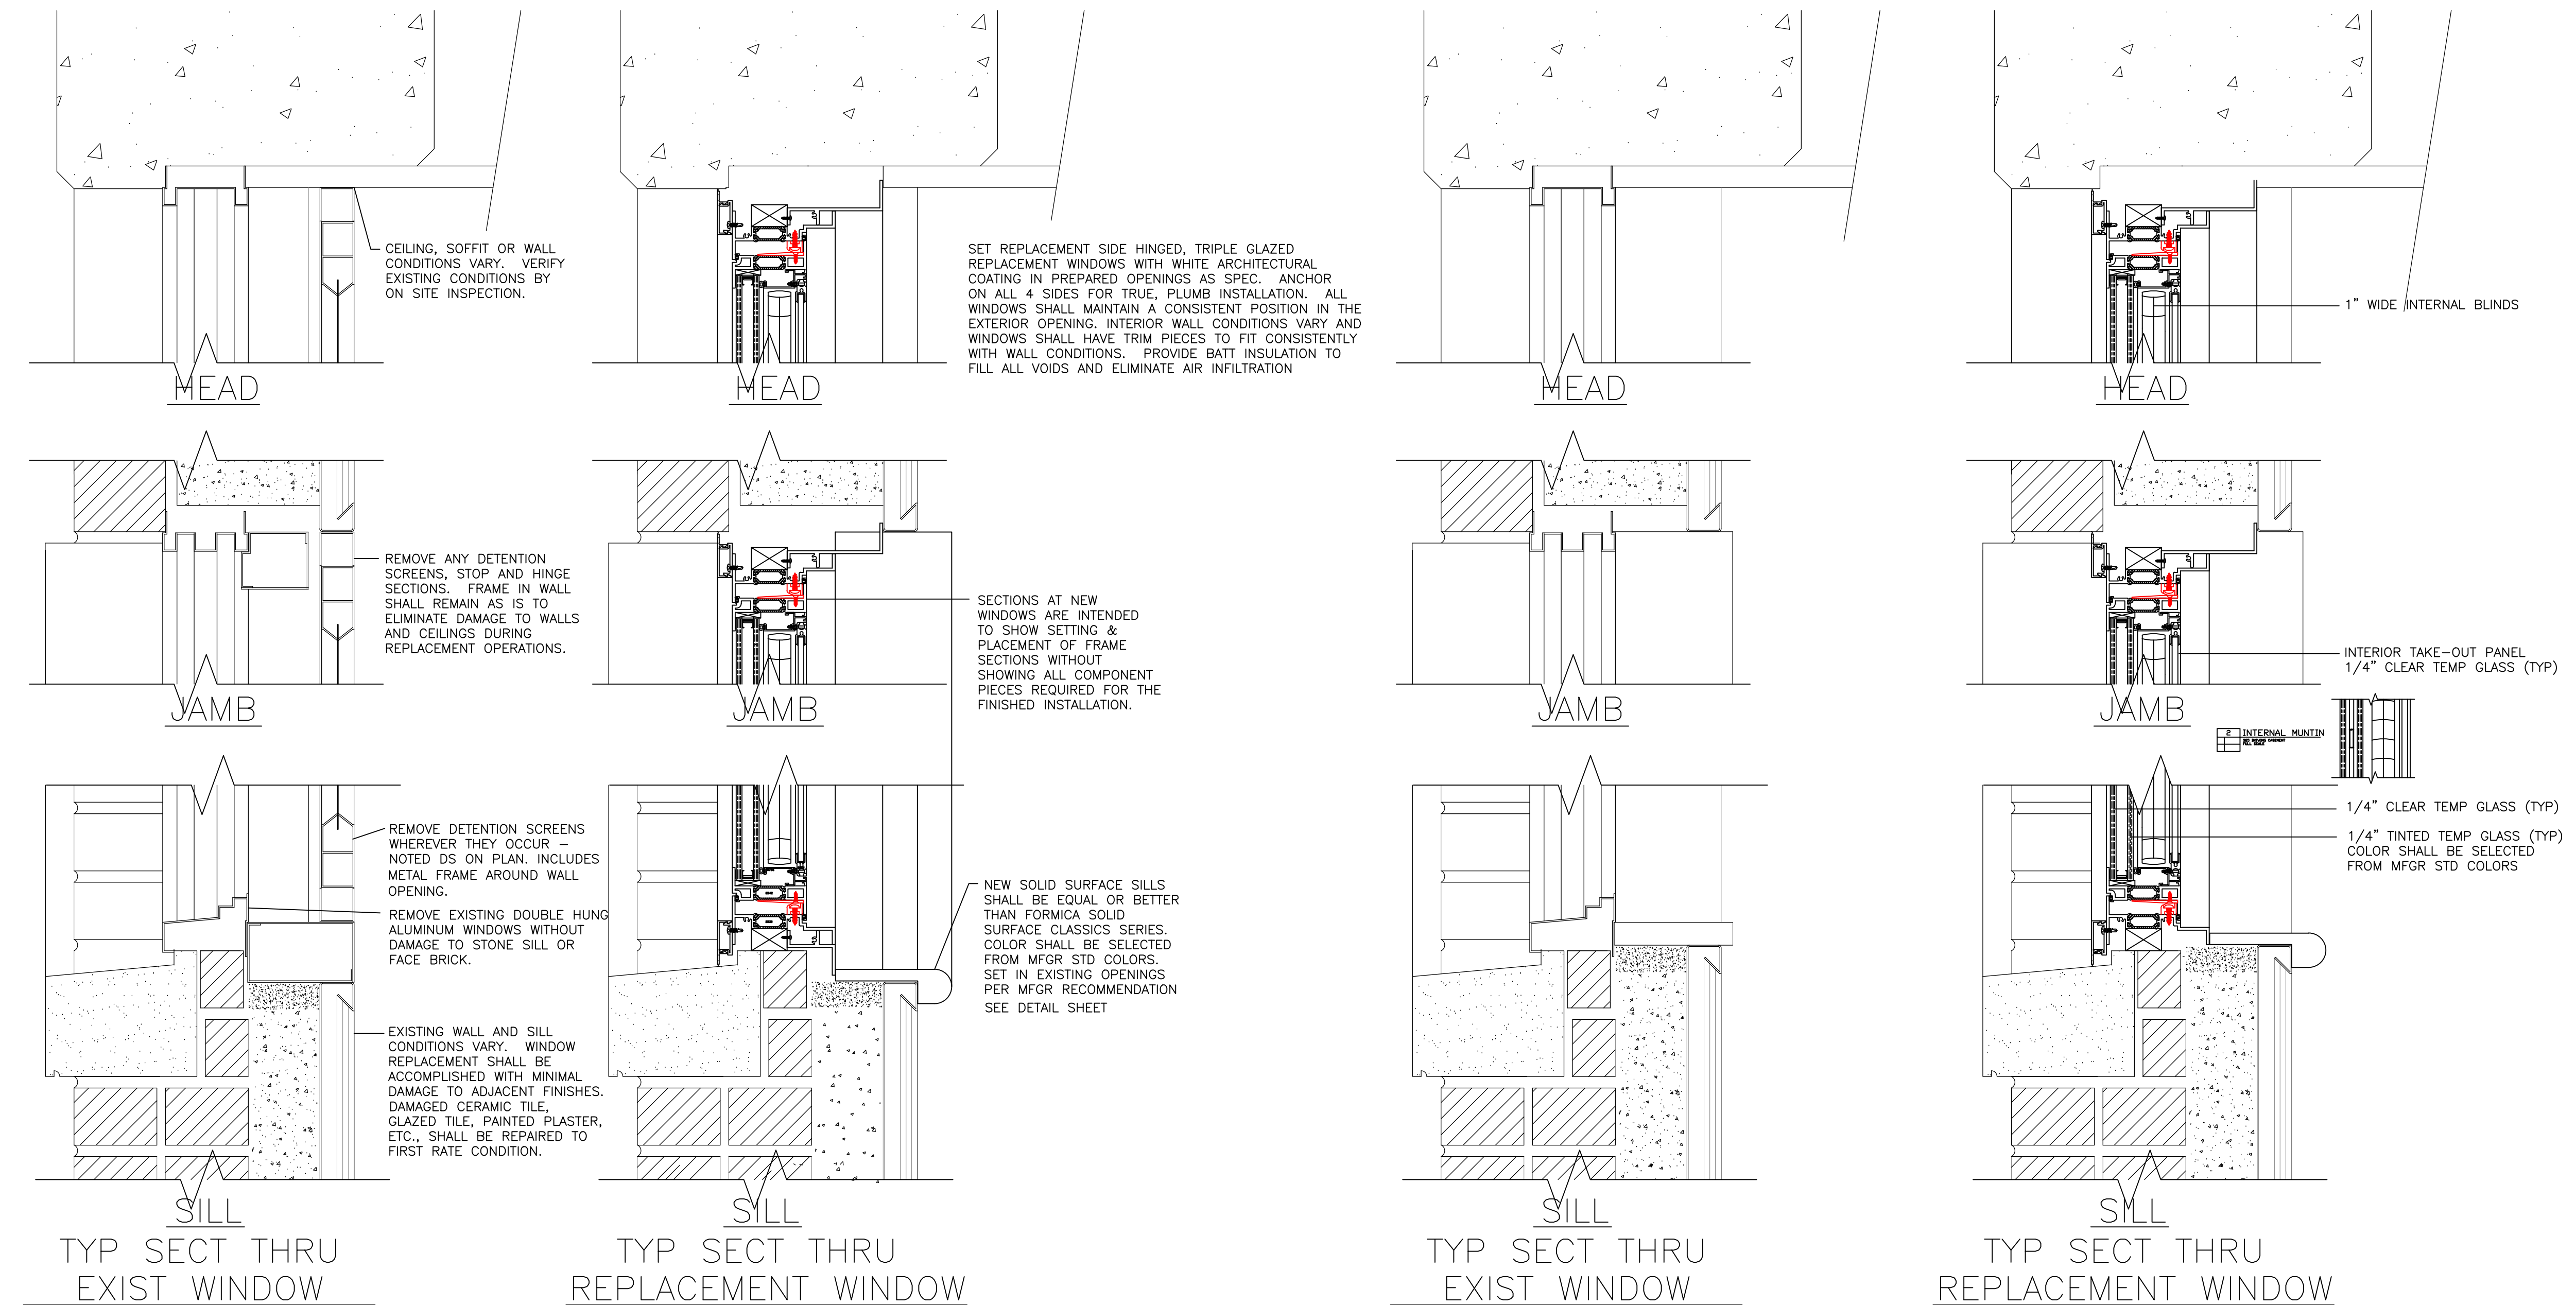 CEILING, SOFFIT OR WALL
CONDITIONS VARY. VERIFY
EXISTING CONDITIONS BY
ON SITE INSPECTION.
SET REPLACEMENT SIDE HINGED, TRIPLE GLAZED
REPLACEMENT WINDOWS WITH WHITE ARCHITECTURAL
COATING IN PREPARED OPENINGS AS SPEC. ANCHOR
ON ALL 4 SIDES FOR TRUE, PLUMB INSTALLATION. ALL
WINDOWS SHALL MAINTAIN A CONSISTENT POSITION IN THE
EXTERIOR OPENING. INTERIOR WALL CONDITIONS VARY AND
WINDOWS SHALL HAVE TRIM PIECES TO FIT CONSISTENTLY
WITH WALL CONDITIONS. PROVIDE BATT INSULATION TO
FILL ALL VOIDS AND ELIMINATE AIR INFILTRATION
1" WIDE INTERNAL BLINDS
HEAD
HEAD
HEAD
HEAD
REMOVE ANY DETENTION
SCREENS, STOP AND HINGE
SECTIONS. FRAME IN WALL
SHALL REMAIN AS IS TO
ELIMINATE DAMAGE TO WALLS
AND CEILINGS DURING
REPLACEMENT OPERATIONS.
SECTIONS AT NEW
WINDOWS ARE INTENDED
TO SHOW SETTING &
PLACEMENT OF FRAME
SECTIONS WITHOUT
SHOWING ALL COMPONENT
PIECES REQUIRED FOR THE
FINISHED INSTALLATION.
INTERIOR TAKE-OUT PANEL
1/4" CLEAR TEMP GLASS (TYP)
JAMB
JAMB
JAMB
JAMB
2 INTERNAL MUNTIN
FULL SCALE
REMOVE DETENTION SCREENS
WHEREVER THEY OCCUR –
NOTED DS ON PLAN. INCLUDES
METAL FRAME AROUND WALL
OPENING.
REMOVE EXISTING DOUBLE HUNG
ALUMINUM WINDOWS WITHOUT
DAMAGE TO STONE SILL OR
FACE BRICK.
EXISTING WALL AND SILL
CONDITIONS VARY. WINDOW
REPLACEMENT SHALL BE
ACCOMPLISHED WITH MINIMAL
DAMAGE TO ADJACENT FINISHES.
DAMAGED CERAMIC TILE,
GLAZED TILE, PAINTED PLASTER,
ETC., SHALL BE REPAIRED TO
FIRST RATE CONDITION.
NEW SOLID SURFACE SILLS
SHALL BE EQUAL OR BETTER
THAN FORMICA SOLID
SURFACE CLASSICS SERIES.
COLOR SHALL BE SELECTED
FROM MFGR STD COLORS.
SET IN EXISTING OPENINGS
PER MFGR RECOMMENDATION
SEE DETAIL SHEET
1/4" CLEAR TEMP GLASS (TYP)
1/4" TINTED TEMP GLASS (TYP)
COLOR SHALL BE SELECTED
FROM MFGR STD COLORS
SILL
SILL
SILL
SILL
TYP SECT THRU
EXIST WINDOW
TYP SECT THRU
REPLACEMENT WINDOW
TYP SECT THRU
EXIST WINDOW
TYP SECT THRU
REPLACEMENT WINDOW